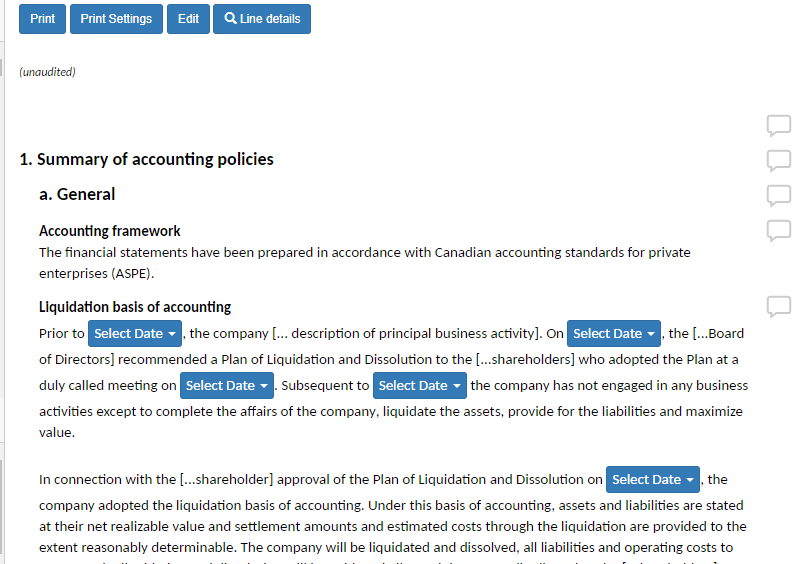 Print Print Settings Edit Line details
(unaudited)
1. Summary of accounting policies
a. General
Accounting framework
The financial statements have been prepared in accordance with Canadian accounting standards for private
enterprises (ASPE).
Liquidation basis of accounting
Prior to Select Date , the company [... description of principal business activity]. On Select Date , the [...Board
of Directors] recommended a Plan of Liquidation and Dissolution to the [...shareholders] who adopted the Plan at a
duly called meeting on Select Date . Subsequent to Select Date the company has not engaged in any business
activities except to complete the affairs of the company, liquidate the assets, provide for the liabilities and maximize
value.
In connection with the [...shareholder] approval of the Plan of Liquidation and Dissolution on Select Date , the
company adopted the liquidation basis of accounting. Under this basis of accounting, assets and liabilities are stated
at their net realizable value and settlement amounts and estimated costs through the liquidation are provided to the
extent reasonably determinable. The company will be liquidated and dissolved, all liabilities and operating costs to